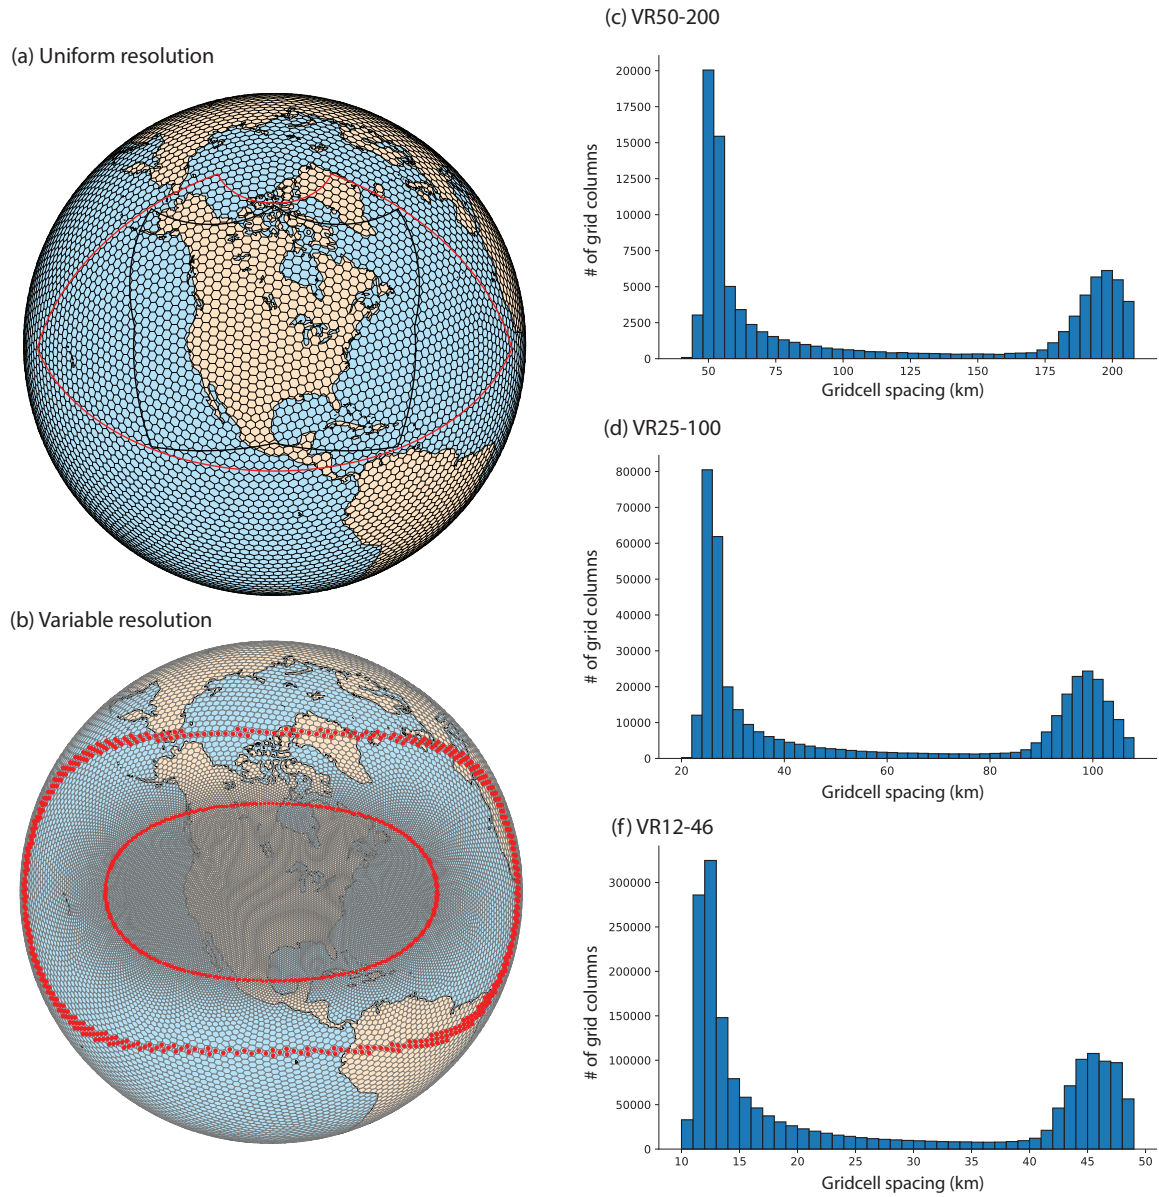 (a) Uniform resolution
(b) Variable resolution
(c) VR50-200
# of grid columns
20000
17500
15000
12500
10000
7500
5000
2500
0
50 75 100 125 150 175 200
Gridcell spacing (km)
(d) VR25-100
# of grid columns
80000
70000
60000
50000
40000
30000
20000
10000
0
20 40 60 80 100
Gridcell spacing (km)
(f) VR12-46
# of grid columns
300000
250000
200000
150000
100000
50000
0
10 15 20 25 30 35 40 45 50
Gridcell spacing (km)